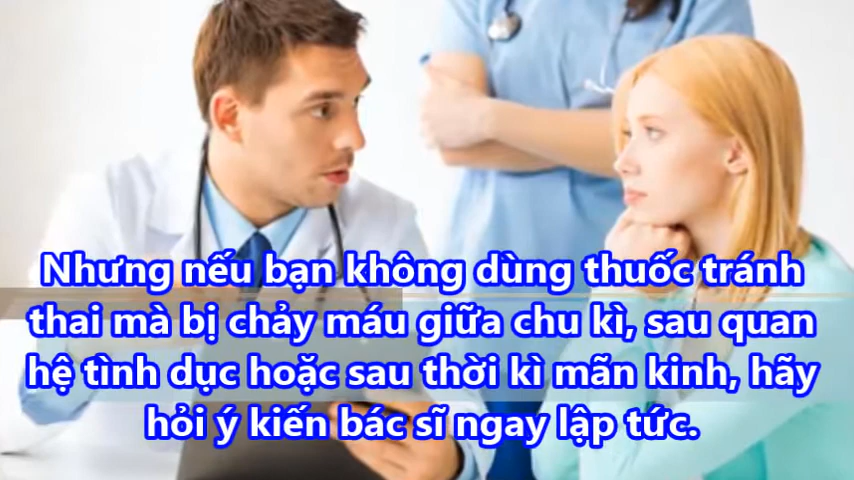 Nhưng nếu bạn không dùng thuốc tránh
thai mà bị chảy máu giữa chu kì, sau quan
hệ tình dục hoặc sau thời kì mãn kinh, hãy
hỏi ý kiến bác sĩ ngay lập tức.